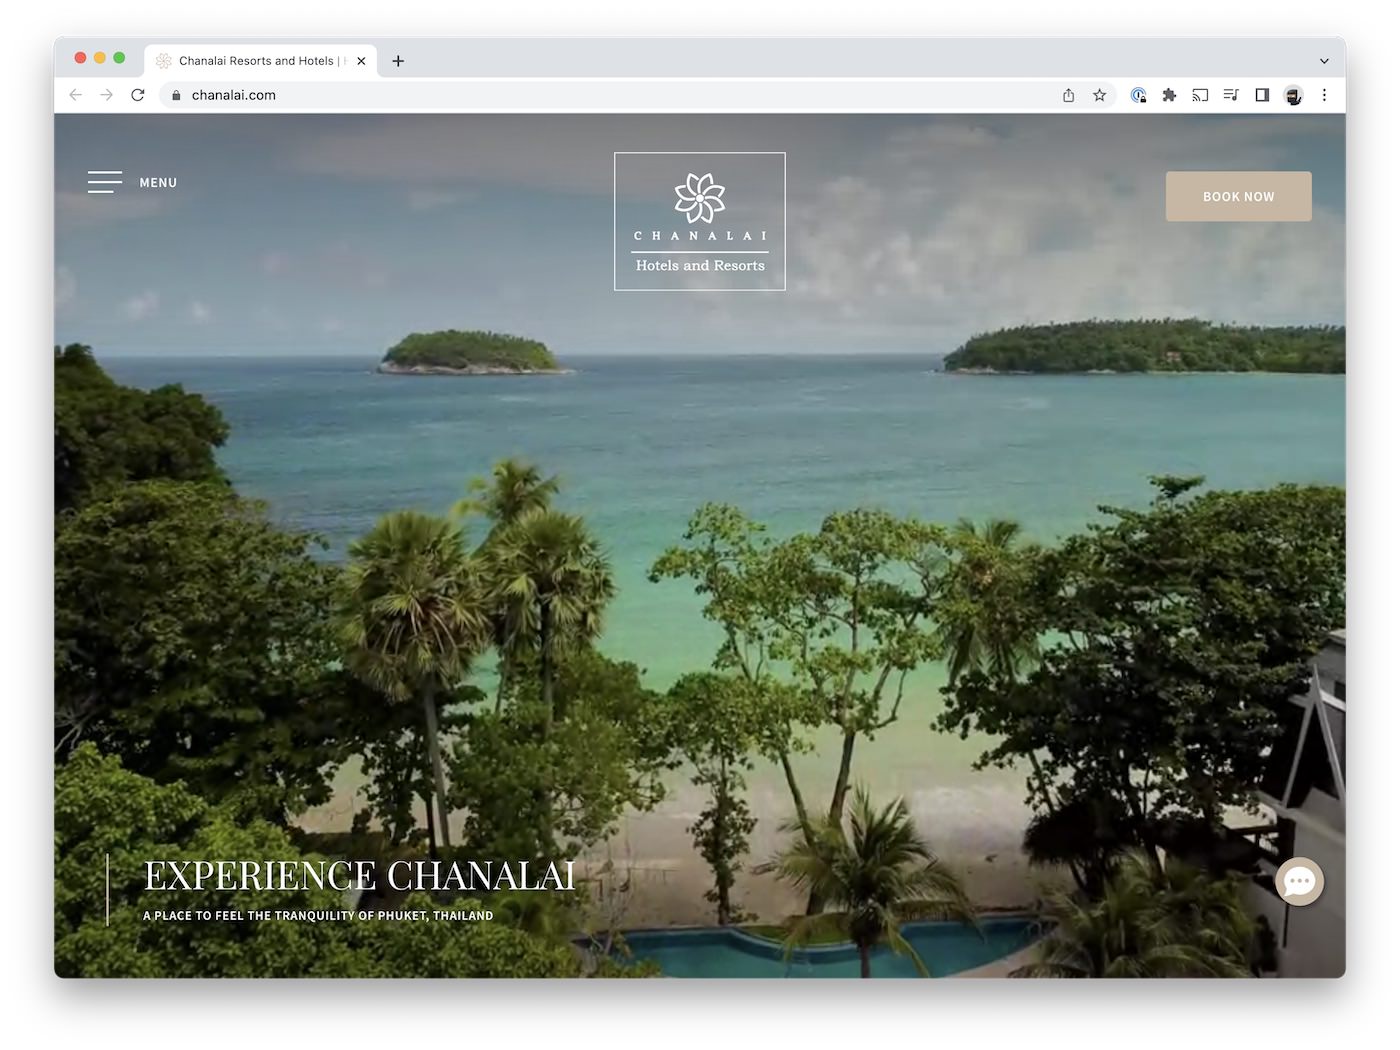 Chanalai Resorts and Hotels |
chanalai.com
MENU
CHANALAI
Hotels and Resorts
BOOK NOW
EXPERIENCE CHANALAI
A PLACE TO FEEL THE TRANQUILITY OF PHUKET, THAILAND